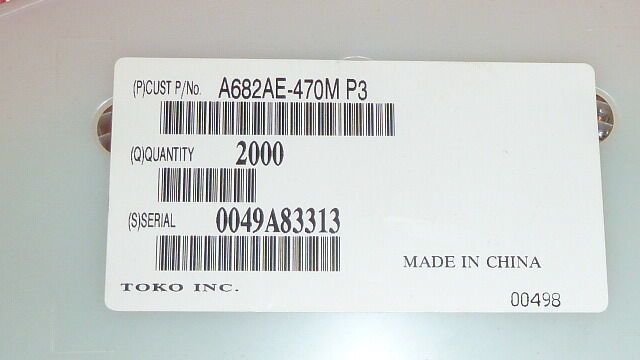 (P)CUST P/No. A682AE-470M P3
(Q)QUANTITY 2000
(S)SERIAL 0049A83313
MADE IN CHINA
TOKO INC.
00498